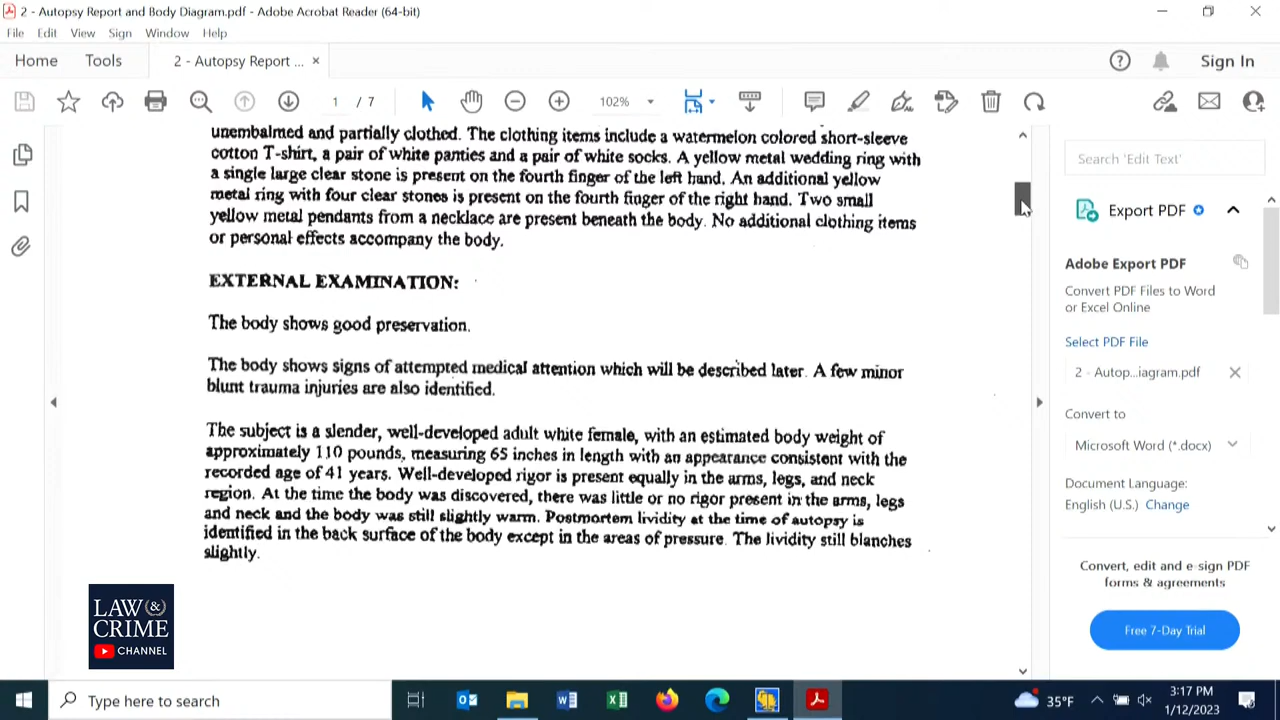 2 - Autopsy Report and Body Diagram.pdf - Adobe Acrobat Reader (64-bit)
File Edit View Sign Window Help
Home Tools 2 - Autopsy Report ... ×
? Sign In
1 / 7 102%
unembalmed and partially clothed. The clothing items include a watermelon colored short-sleeve
cotton T-shirt, a pair of white panties and a pair of white socks. A yellow metal wedding ring with
a single large clear stone is present on the fourth finger of the left hand. An additional yellow
metal ring with four clear stones is present on the fourth finger of the right hand. Two small
yellow metal pendants from a necklace are present beneath the body. No additional clothing items
or personal effects accompany the body.
EXTERNAL EXAMINATION:
The body shows good preservation.
The body shows signs of attempted medical attention which will be described later. A few minor
blunt trauma injuries are also identified.
The subject is a slender, well-developed adult white female, with an estimated body weight of
approximately 110 pounds, measuring 65 inches in length with an appearance consistent with the
recorded age of 41 years. Well-developed rigor is present equally in the arms, legs, and neck
region. At the time the body was discovered, there was little or no rigor present in the arms, legs
and neck and the body was still slightly warm. Postmortem lividity at the time of autopsy is
identified in the back surface of the body except in the areas of pressure. The lividity still blanches
slightly.
Search 'Edit Text'
Export PDF
Adobe Export PDF
Convert PDF Files to Word
or Excel Online
Select PDF File
2 - Autop...iagram.pdf
Convert to
Microsoft Word (*.docx)
Document Language:
English (U.S.) Change
Convert, edit and e-sign PDF
forms & agreements
Free 7-Day Trial
LAW &
CRIME
CHANNEL
Type here to search
35°F
3:17 PM
1/12/2023